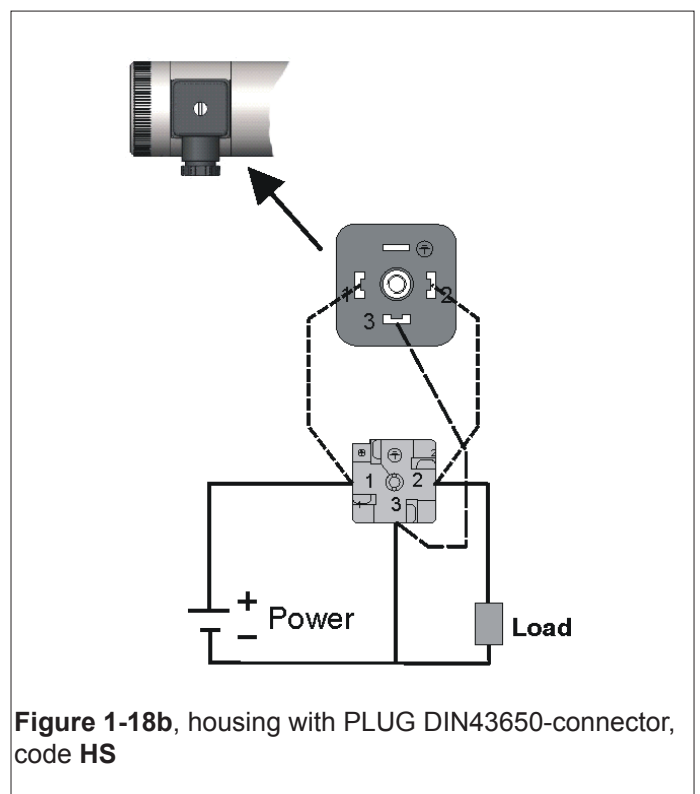 1
2
3
1
2
3
+
Power
−
Load
Figure 1-18b, housing with PLUG DIN43650-connector,
code HS